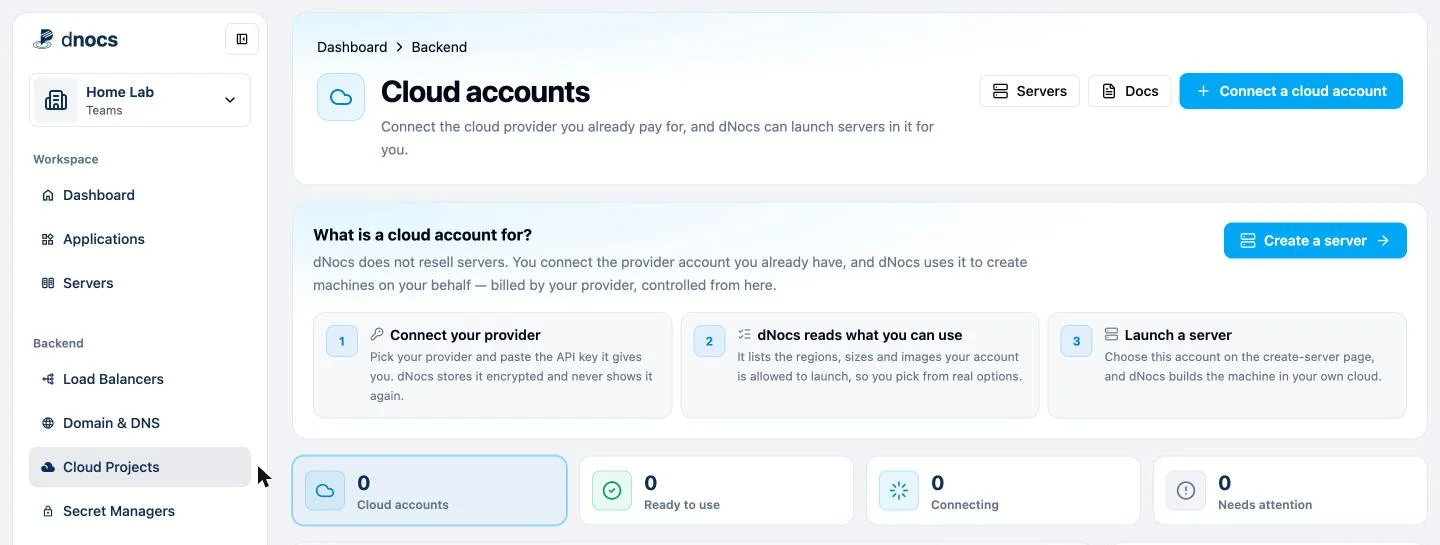 dnocs
Home Lab
Teams
Workspace
Dashboard
Applications
Servers
Backend
Load Balancers
Domain & DNS
Cloud Projects
Secret Managers
Dashboard > Backend
Cloud accounts
Connect the cloud provider you already pay for, and dNocs can launch servers in it for
you.
Servers
Docs
+ Connect a cloud account
What is a cloud account for?
dNocs does not resell servers. You connect the provider account you already have, and dNocs uses it to create
machines on your behalf — billed by your provider, controlled from here.
Create a server →
1
Connect your provider
Pick your provider and paste the API key it gives
you. dNocs stores it encrypted and never shows it
again.
2
dNocs reads what you can use
It lists the regions, sizes and images your account
is allowed to launch, so you pick from real options.
3
Launch a server
Choose this account on the create-server page,
and dNocs builds the machine in your own cloud.
0
Cloud accounts
0
Ready to use
0
Connecting
0
Needs attention